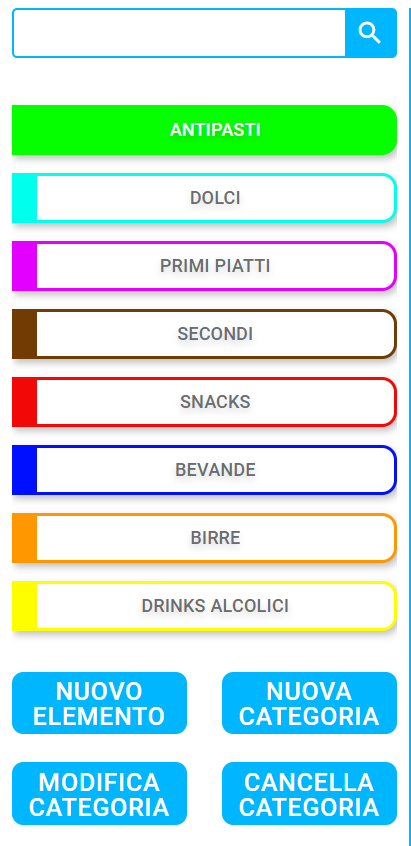 ANTIPASTI
DOLCI
PRIMI PIATTI
SECONDI
SNACKS
BEVANDE
BIRRE
DRINKS ALCOLICI
NUOVO
ELEMENTO
NUOVA
CATEGORIA
MODIFICA
CATEGORIA
CANCELLA
CATEGORIA